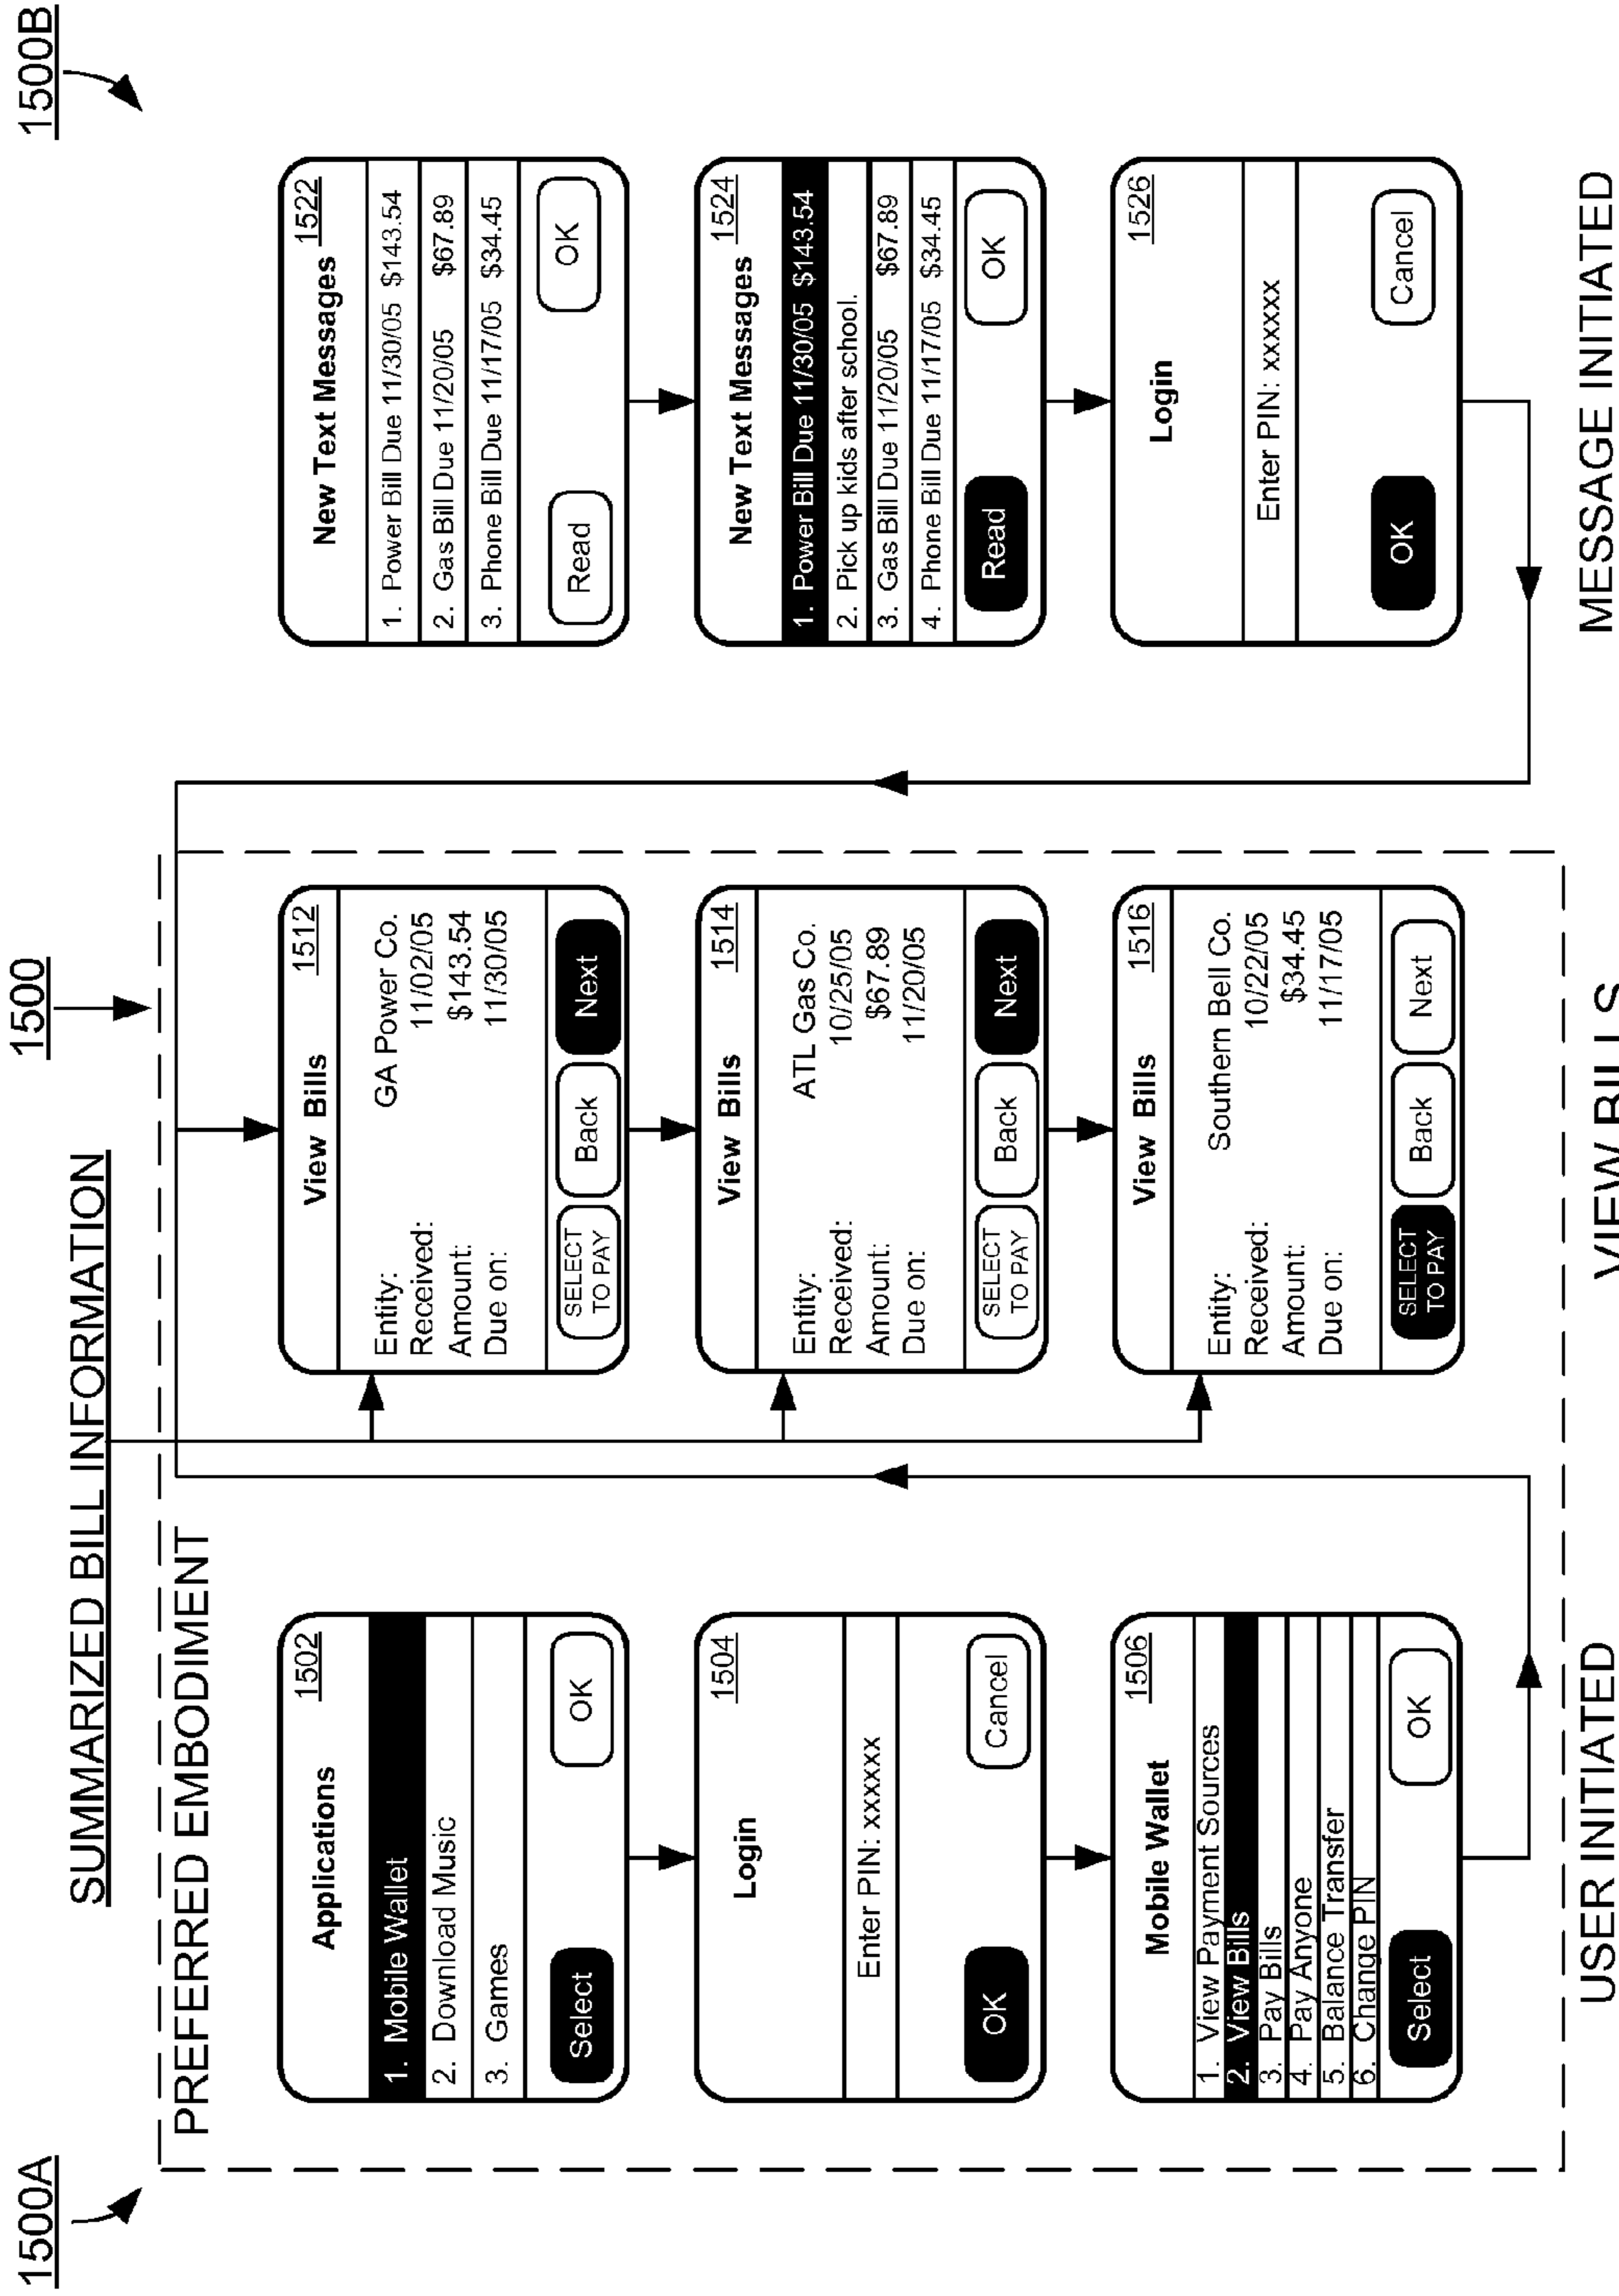 1500A
1500
1500B
SUMMARIZED BILL INFORMATION
PREFERRED EMBODIMENT
Applications 1502
1. Mobile Wallet
2. Download Music
3. Games
Select OK
Login 1504
Enter PIN: xxxxxx
OK Cancel
Mobile Wallet 1506
1. View Payment Sources
2. View Bills
3. Pay Bills
4. Pay Anyone
5. Balance Transfer
6. Change PIN
Select OK
USER INITIATED
View Bills 1512
Entity: GA Power Co.
Received: 11/02/05
Amount: $143.54
Due on: 11/30/05
SELECT TO PAY Back Next
View Bills 1514
Entity: ATL Gas Co.
Received: 10/25/05
Amount: $67.89
Due on: 11/20/05
SELECT TO PAY Back Next
View Bills 1516
Entity: Southern Bell Co.
Received: 10/22/05
Amount: $34.45
Due on: 11/17/05
SELECT TO PAY Back Next
VIEW BILLS
New Text Messages 1522
1. Power Bill Due 11/30/05 $143.54
2. Gas Bill Due 11/20/05 $67.89
3. Phone Bill Due 11/17/05 $34.45
Read OK
New Text Messages 1524
1. Power Bill Due 11/30/05 $143.54
2. Pick up kids after school.
3. Gas Bill Due 11/20/05 $67.89
4. Phone Bill Due 11/17/05 $34.45
Read OK
Login 1526
Enter PIN: xxxxxx
OK Cancel
MESSAGE INITIATED